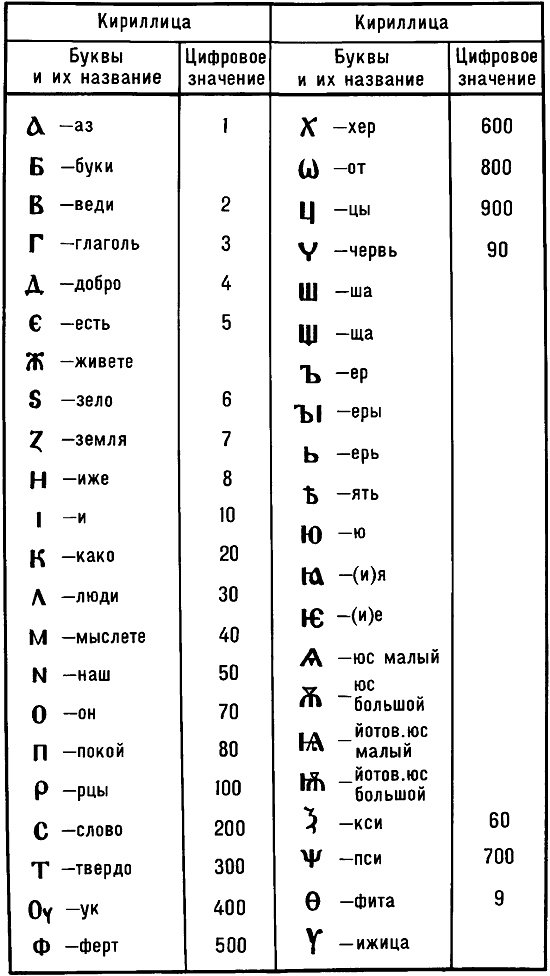 Кириллица
Буквы и их название Цифровое значение
Ѧ —аз 1
Б —буки
В —веди 2
Г —глаголь 3
Д —добро 4
Є —есть 5
Ж —живете
Ѕ —зело 6
Ζ —земля 7
Н —иже 8
І —и 10
К —како 20
Л —люди 30
М —мыслете 40
N —наш 50
О —он 70
П —покой 80
Р —рцы 100
С —слово 200
Т —твердо 300
Оу —ук 400
Ф —ферт 500
Кириллица
Буквы и их название Цифровое значение
Х —хер 600
Ѡ —от 800
Ц —цы 900
Ҁ —червь 90
Ш —ша
Щ —ща
Ъ —ер
ЪІ —еры
Ь —ерь
Ѣ —ять
Ю —ю
Ꙗ —(и)я
Ѥ —(и)е
Ѧ —юс малый
Ѫ —юс
большой
Ѩ —йотов.юс
малый
Ѭ —йотов.юс
большой
Ѯ —кси 60
Ѱ —пси 700
Ѳ —фита 9
Ѵ —ижица